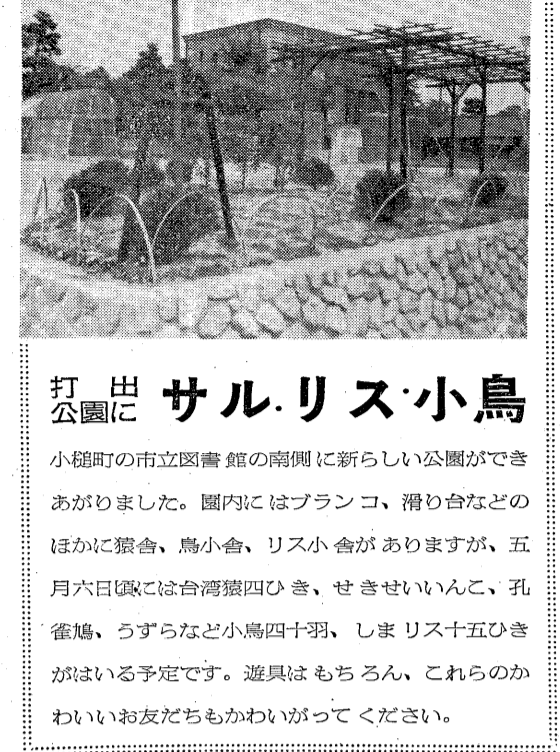 打出公園に サル・リス・小鳥
小槌町の市立図書館の南側に新らしい公園ができ
あがりました。園内にはブランコ、滑り台などの
ほかに猿舎、鳥小舎、リス小舎がありますが、五
月六日頃には台湾猿四ひき、せきせいいんこ、孔
雀鳩、うずらなど小鳥四十羽、しまリス十五ひき
がはいる予定です。遊具はもちろん、これらのか
わいいお友だちもかわいがってください。